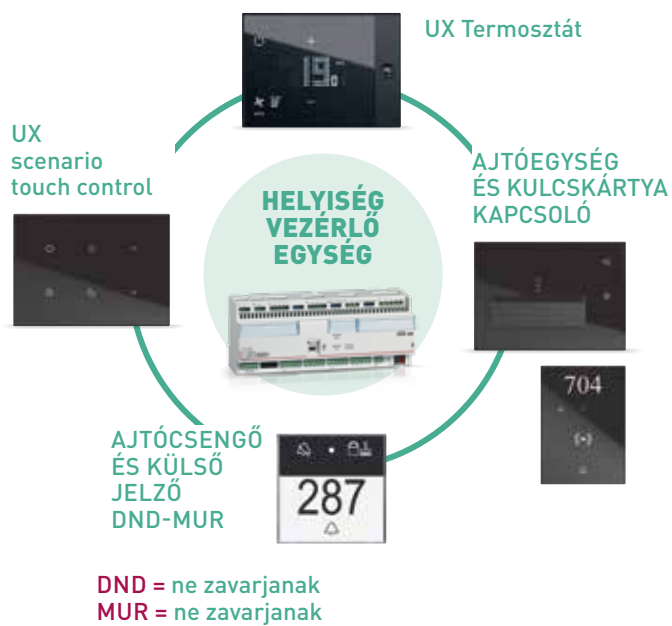 UX Termosztát
UX
scenario
touch control
AJTÓEGYSÉG
ÉS KULCSKÁRTYA
KAPCSOLÓ
HELYISÉG
VEZÉRLŐ
EGYSÉG
704
AJTÓCSENGŐ
ÉS KÜLSŐ
JELZŐ
DND-MUR
287
DND = ne zavarjanak
MUR = ne zavarjanak